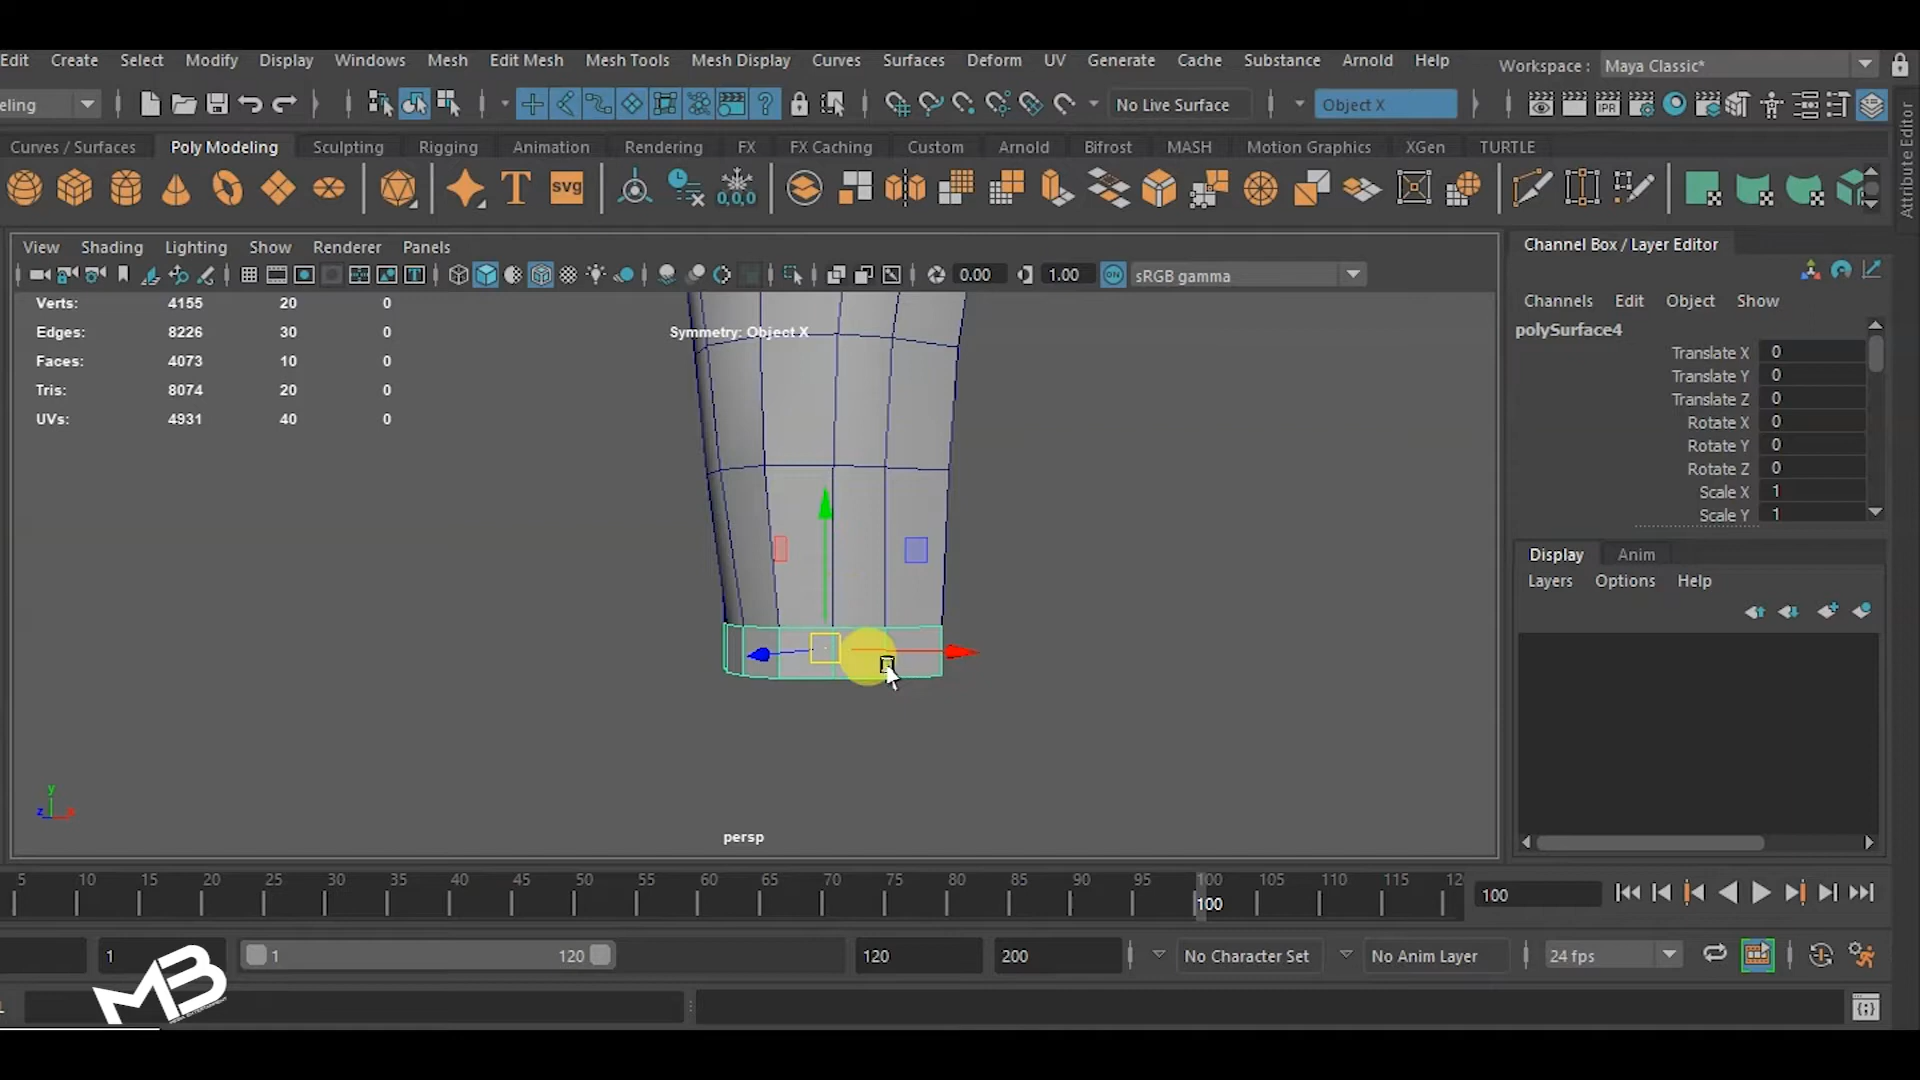 Edit Create Select Modify Display Windows Mesh Edit Mesh Mesh Tools Mesh Display Curves Surfaces Deform UV Generate Cache Substance Arnold Help Workspace : Maya Classic*
eling No Live Surface Object X
Curves / Surfaces Poly Modeling Sculpting Rigging Animation Rendering FX FX Caching Custom Arnold Bifrost MASH Motion Graphics XGen TURTLE
T svg 0,0,0
Attribute Editor
View Shading Lighting Show Renderer Panels
0.00 1.00 ON sRGB gamma
Verts: 4155 20 0
Edges: 8226 30 0
Faces: 4073 10 0
Tris: 8074 20 0
UVs: 4931 40 0
Symmetry: Object X
Channel Box / Layer Editor
Channels Edit Object Show
polySurface4
Translate X 0
Translate Y 0
Translate Z 0
Rotate X 0
Rotate Y 0
Rotate Z 0
Scale X 1
Scale Y 1
Display Anim
Layers Options Help
y
z x
persp
5 10 15 20 25 30 35 40 45 50 55 60 65 70 75 80 85 90 95 100 105 110 115 12
100
100
1 1 120 120 200 No Character Set No Anim Layer 24 fps
MB